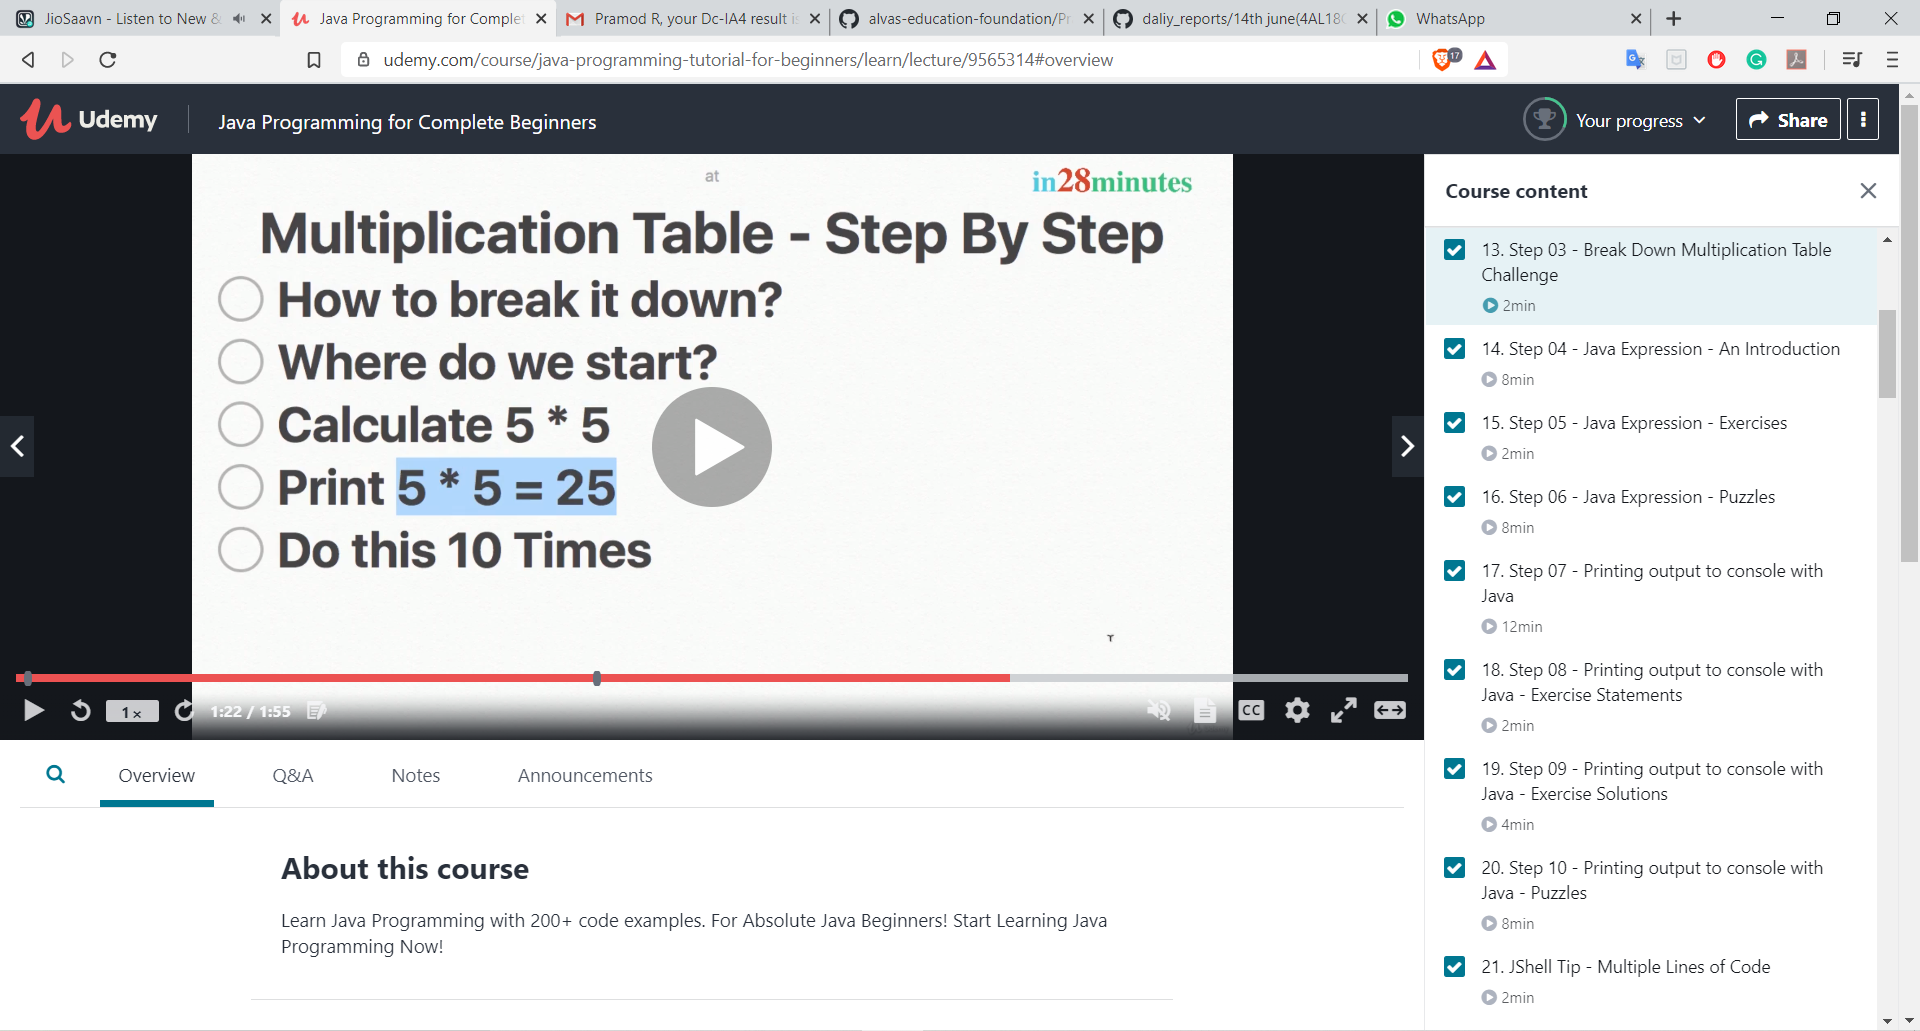 JioSaavn - Listen to New &
Java Programming for Complet
Pramod R, your Dc-IA4 result i
alvas-education-foundation/Pr
daliy_reports/14th june(4AL18C
WhatsApp
udemy.com/course/java-programming-tutorial-for-beginners/learn/lecture/9565314#overview
17
Udemy
Java Programming for Complete Beginners
Your progress
Share
at
in28minutes
Multiplication Table - Step By Step
How to break it down?
Where do we start?
Calculate 5 * 5
Print 5 * 5 = 25
Do this 10 Times
1x
1:22 / 1:55
CC
Overview
Q&A
Notes
Announcements
About this course
Learn Java Programming with 200+ code examples. For Absolute Java Beginners! Start Learning Java
Programming Now!
Course content
13. Step 03 - Break Down Multiplication Table
Challenge
2min
14. Step 04 - Java Expression - An Introduction
8min
15. Step 05 - Java Expression - Exercises
2min
16. Step 06 - Java Expression - Puzzles
8min
17. Step 07 - Printing output to console with
Java
12min
18. Step 08 - Printing output to console with
Java - Exercise Statements
2min
19. Step 09 - Printing output to console with
Java - Exercise Solutions
4min
20. Step 10 - Printing output to console with
Java - Puzzles
8min
21. JShell Tip - Multiple Lines of Code
2min